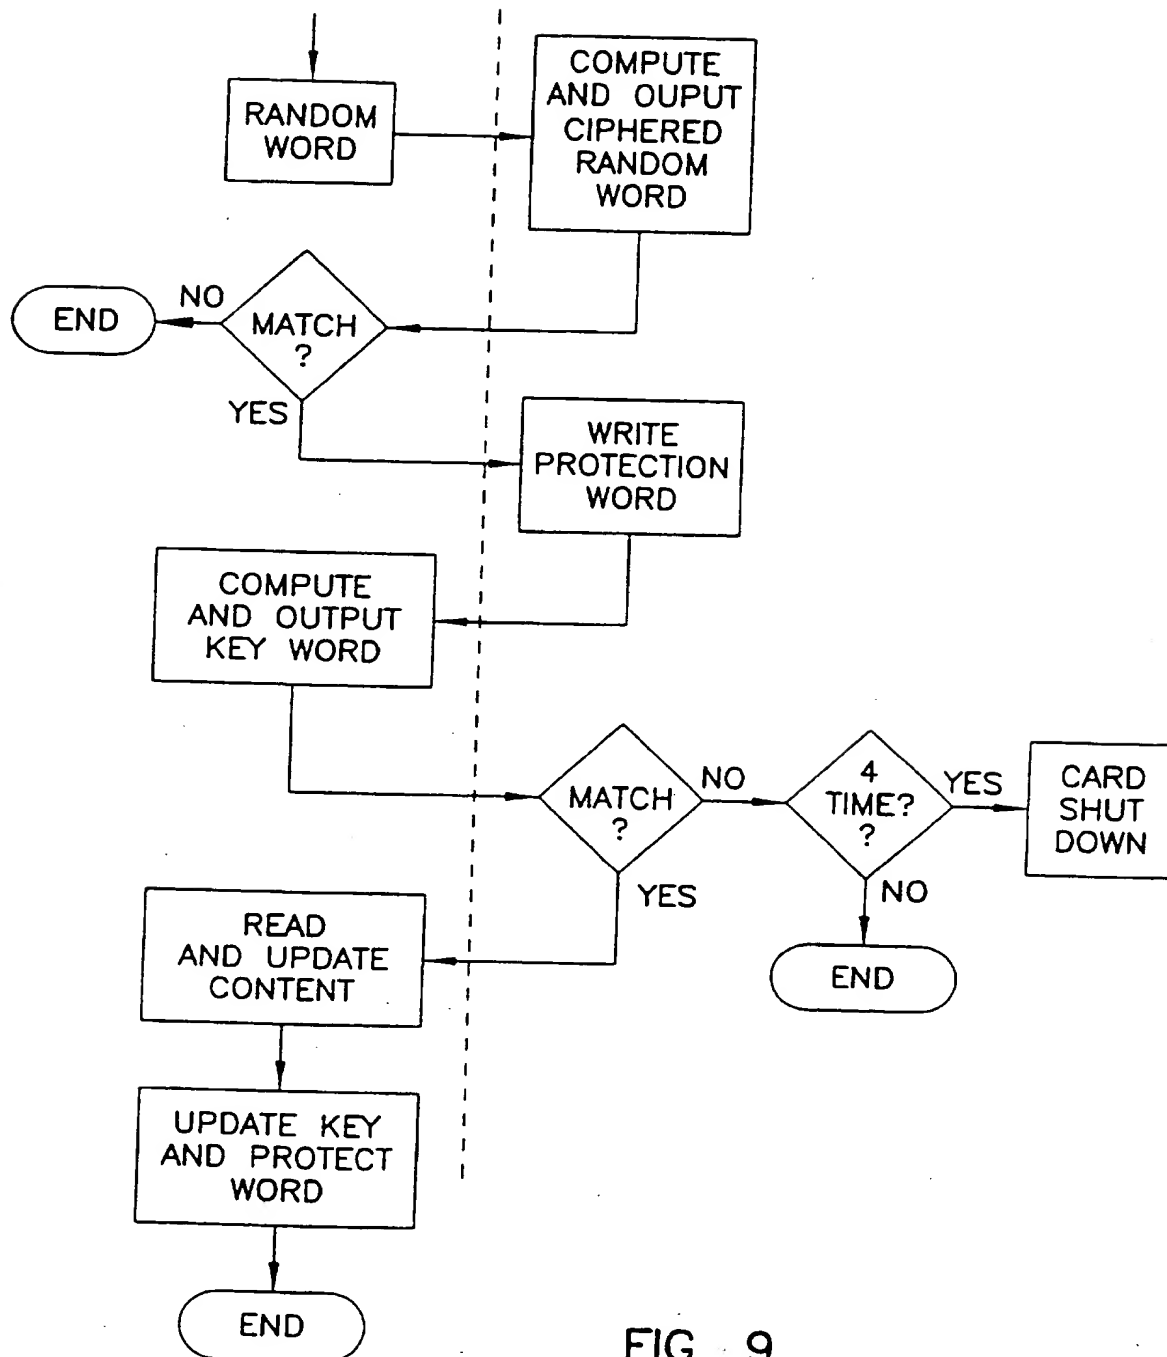 RANDOM
WORD
COMPUTE
AND OUPUT
CIPHERED
RANDOM
WORD
END
NO
MATCH
?
YES
WRITE
PROTECTION
WORD
COMPUTE
AND OUTPUT
KEY WORD
MATCH
?
NO
YES
4
TIME?
?
YES
NO
CARD
SHUT
DOWN
END
READ
AND UPDATE
CONTENT
UPDATE KEY
AND PROTECT
WORD
END
FIG. 9